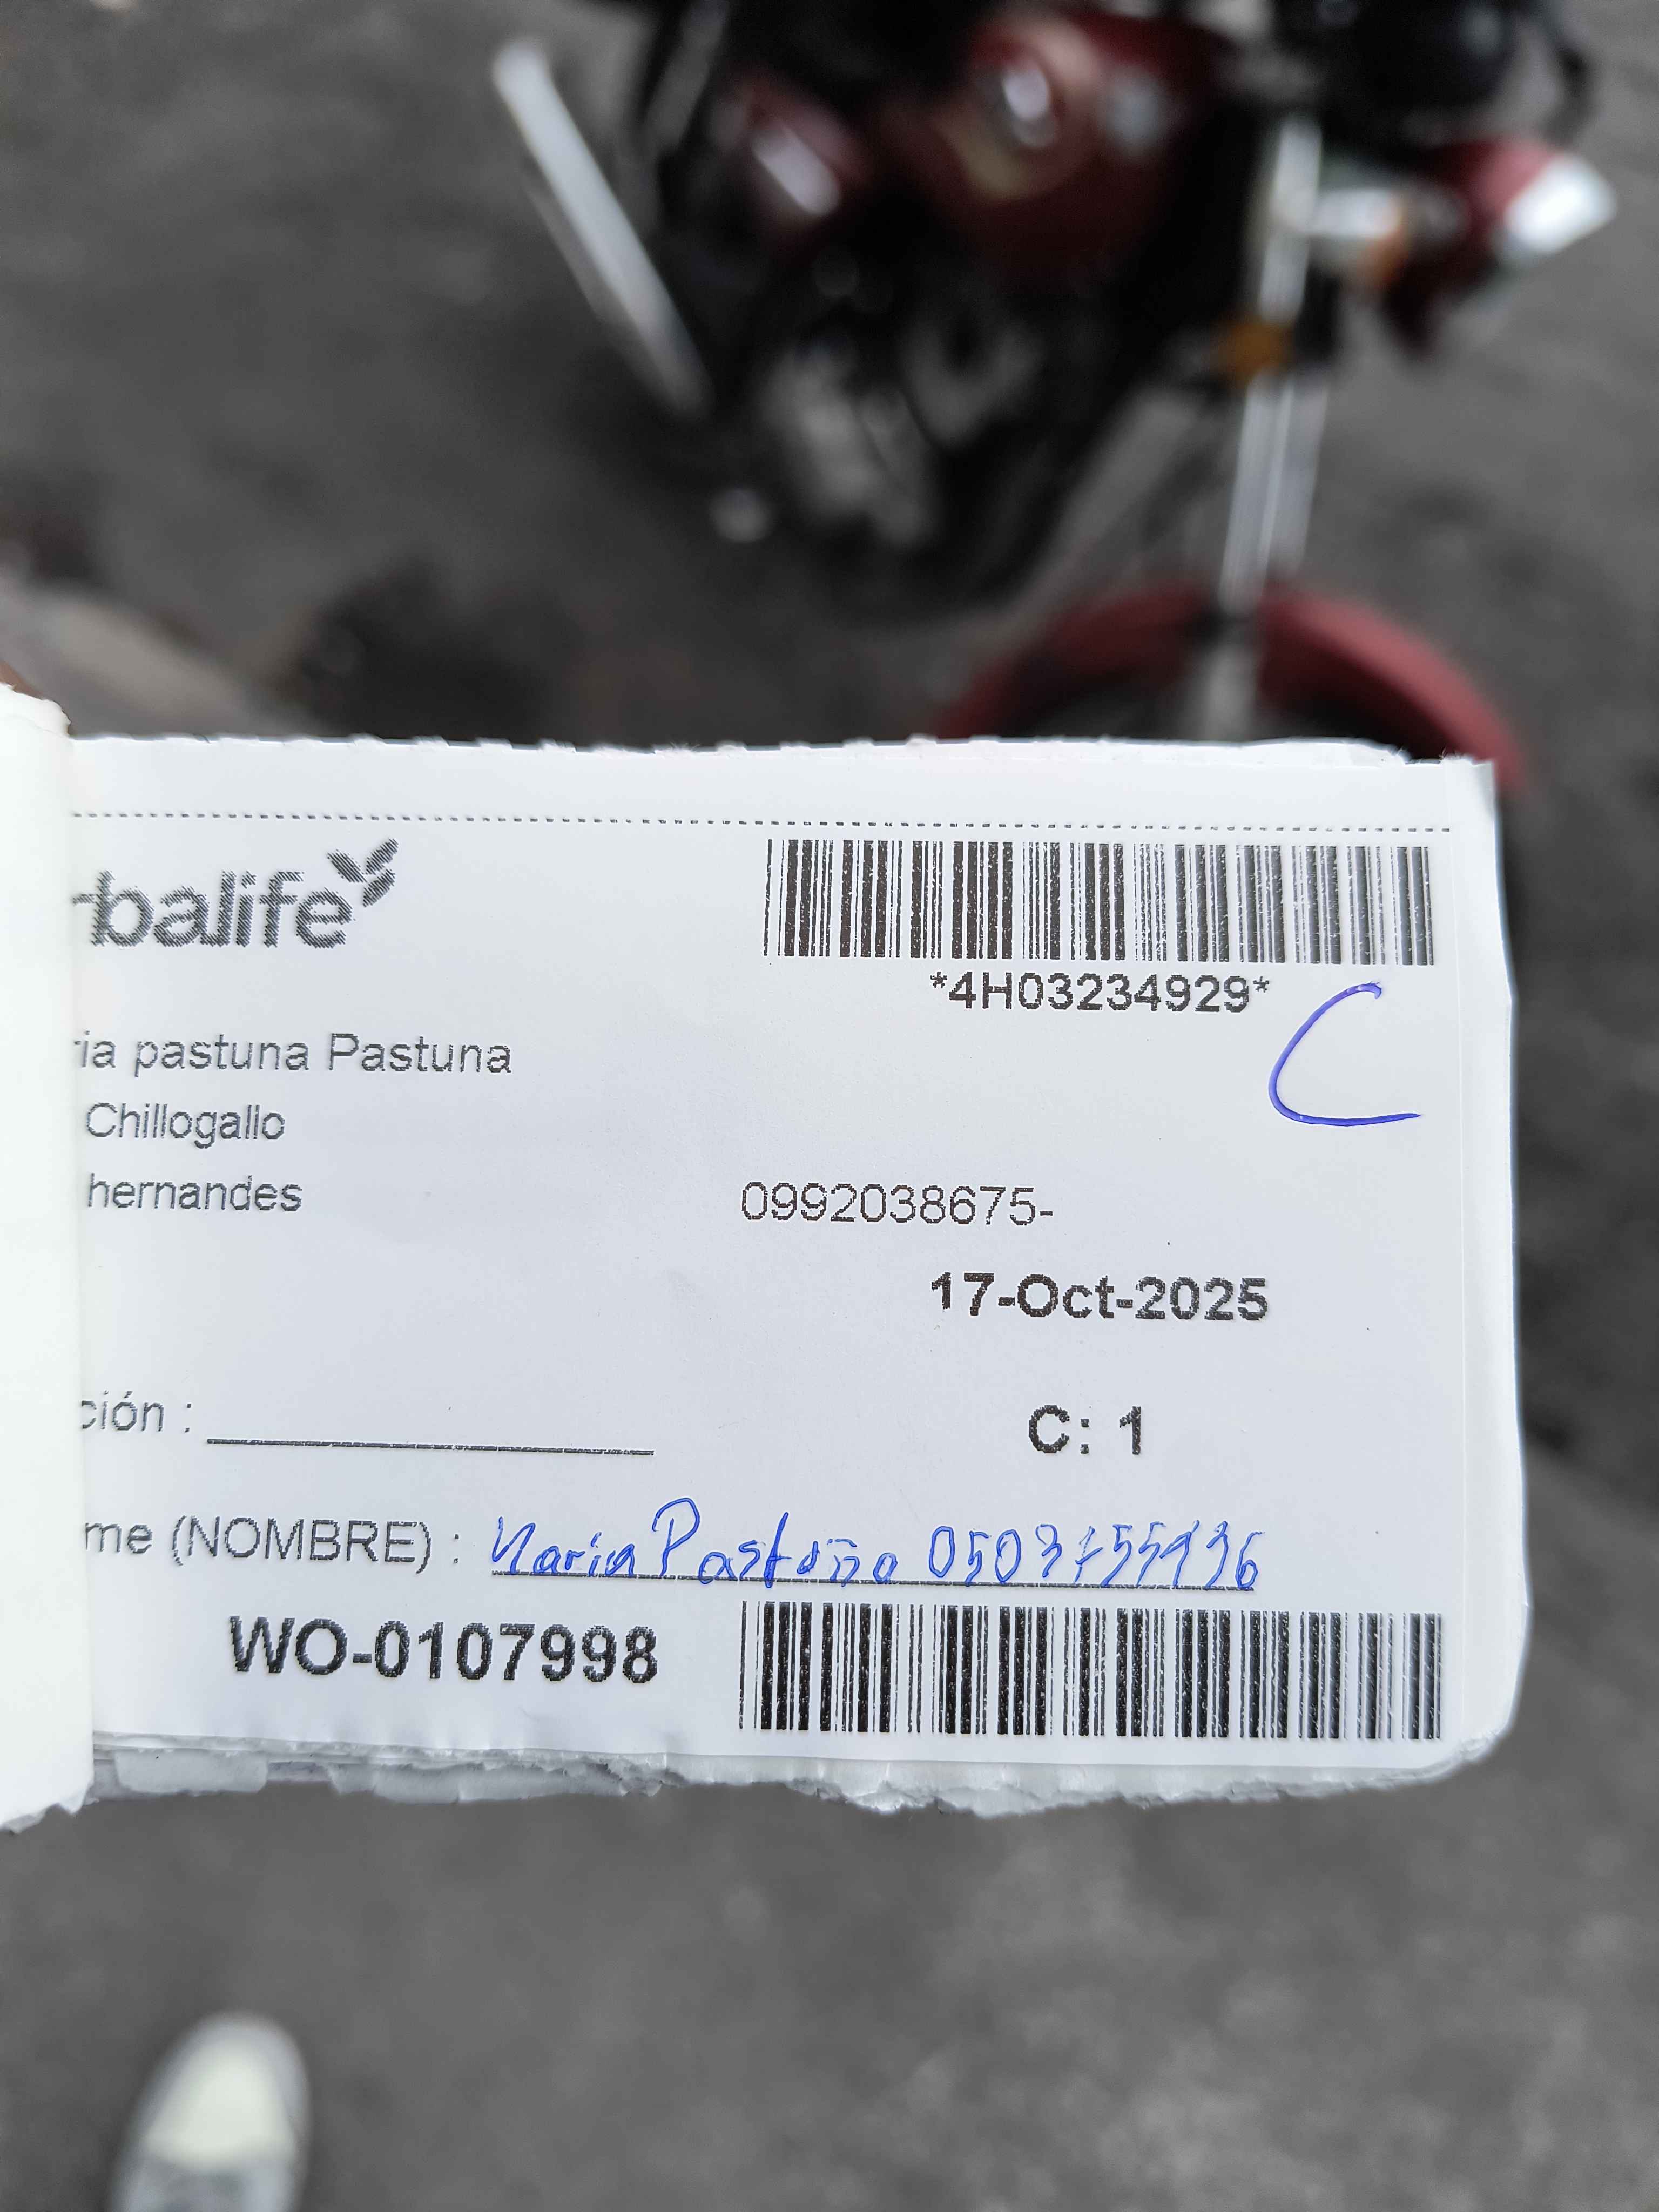 rbalife
*4H03234929*
C
ria pastuna Pastuna
Chillogallo
hernandes
0992038675-
17-Oct-2025
ción :
C: 1
me (NOMBRE) : Maria Pastuña
WO-0107998